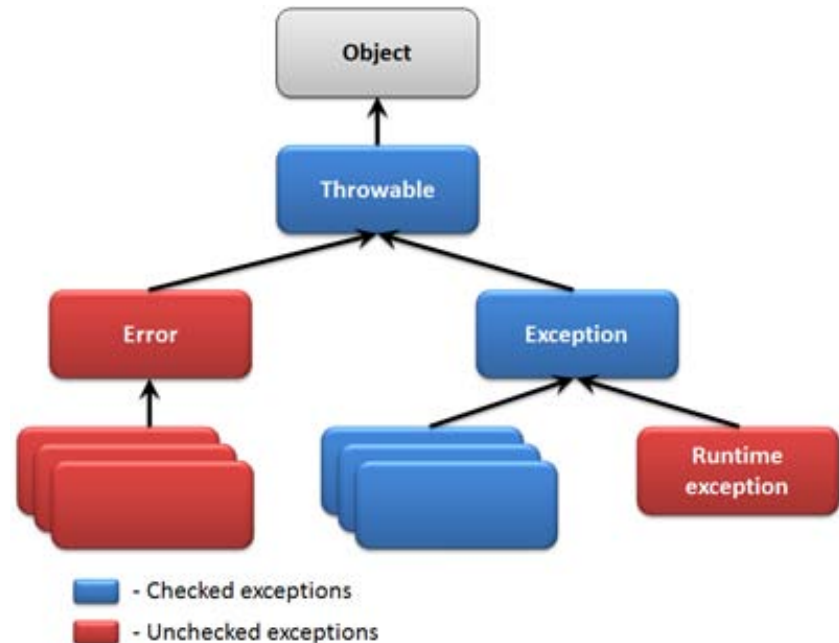 Object
Throwable
Error
Exception
Runtime
exception
- Checked exceptions
- Unchecked exceptions